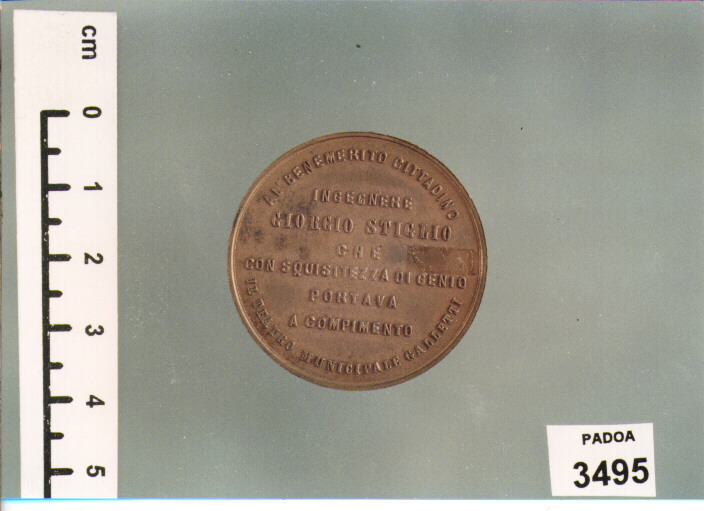 cm
0
1
2
3
4
5
AL BENEMERITO CITTADINO
INGEGNERE
GIORGIO STIGLIO
CHE
CON SQUISITEZZA DI GENIO
PORTAVA
A COMPIMENTO
IL TEATRO MUNICIPALE GALLETTI
PADOA
3495